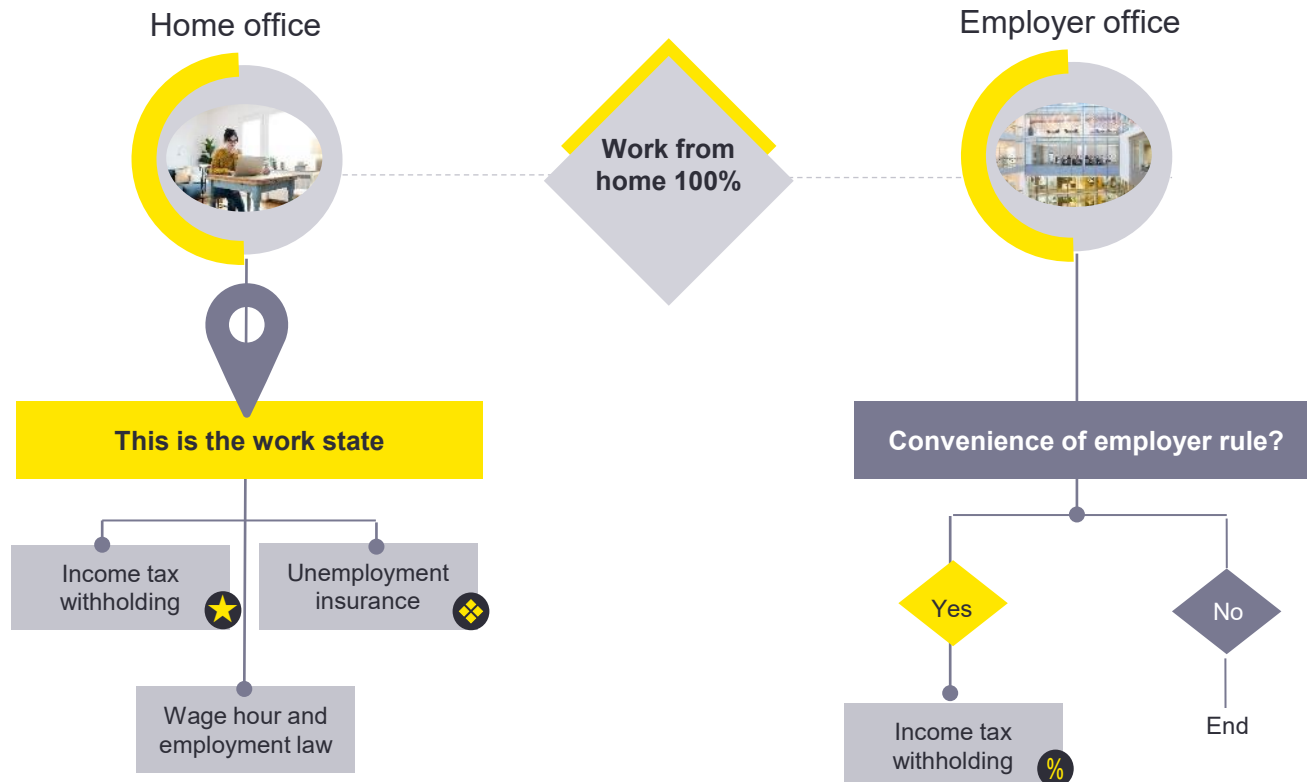 Home office
Employer office
Work from
home 100%
This is the work state
Convenience of employer rule?
Income tax
withholding
Unemployment
insurance
Wage hour and
employment law
Yes
No
Income tax
withholding
%
End